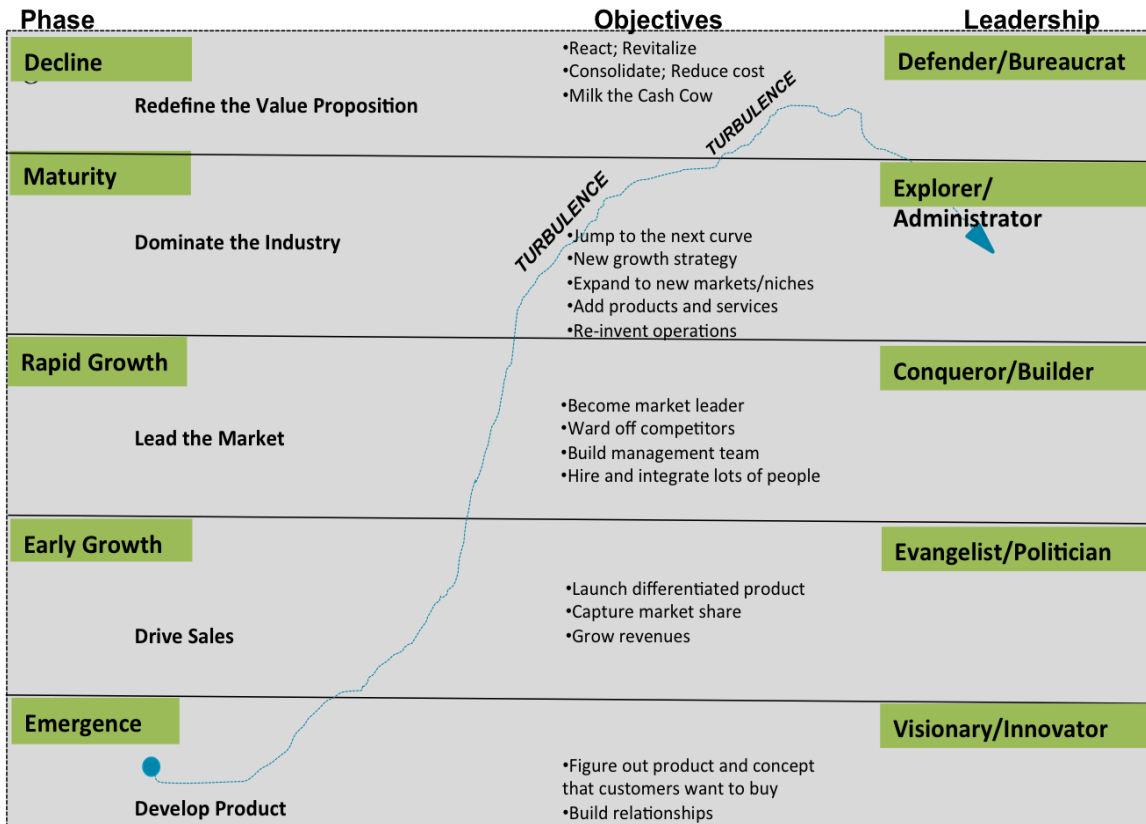 Phase
Objectives
Leadership
Decline
Redefine the Value Proposition
•React; Revitalize
•Consolidate; Reduce cost
•Milk the Cash Cow
TURBULENCE
Defender/Bureaucrat
Maturity
Dominate the Industry
TURBULENCE
•Jump to the next curve
•New growth strategy
•Expand to new markets/niches
•Add products and services
•Re-invent operations
Explorer/
Administrator
Rapid Growth
Lead the Market
•Become market leader
•Ward off competitors
•Build management team
•Hire and integrate lots of people
Conqueror/Builder
Early Growth
Drive Sales
•Launch differentiated product
•Capture market share
•Grow revenues
Evangelist/Politician
Emergence
Develop Product
•Figure out product and concept
that customers want to buy
•Build relationships
Visionary/Innovator